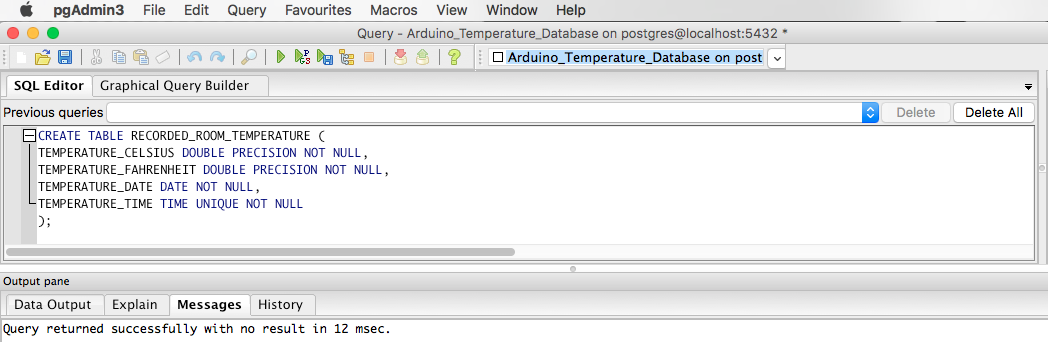 pgAdmin3 File Edit Query Favourites Macros View Window Help
Query - Arduino_Temperature_Database on postgres@localhost:5432 *
Arduino_Temperature_Database on post
SQL Editor Graphical Query Builder
Previous queries Delete Delete All
CREATE TABLE RECORDED_ROOM_TEMPERATURE (
TEMPERATURE_CELSIUS DOUBLE PRECISION NOT NULL,
TEMPERATURE_FAHRENHEIT DOUBLE PRECISION NOT NULL,
TEMPERATURE_DATE DATE NOT NULL,
TEMPERATURE_TIME TIME UNIQUE NOT NULL
);
Output pane
Data Output Explain Messages History
Query returned successfully with no result in 12 msec.